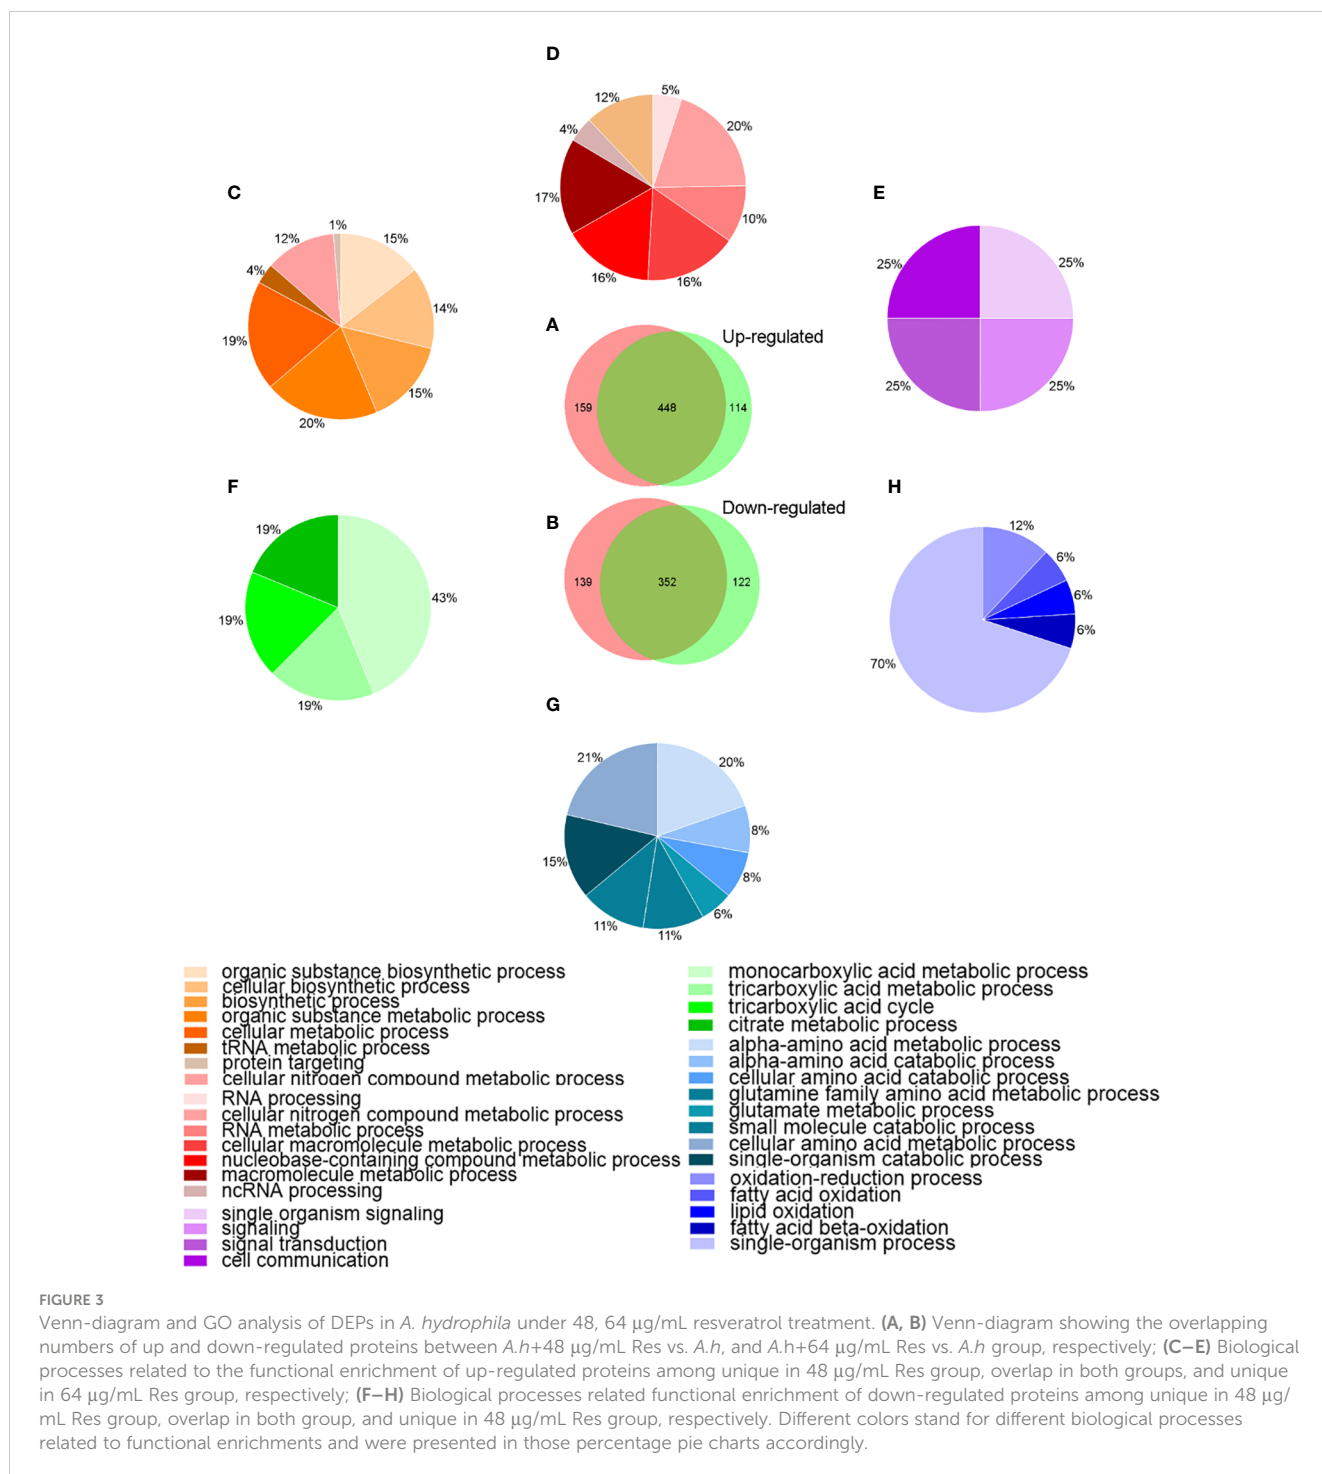 D
5%
12%
20%
4%
17%
10%
16%
16%
C
1%
12%
15%
4%
14%
19%
15%
20%
E
25%
25%
25%
25%
A
Up-regulated
159
448
114
B
Down-regulated
139
352
122
F
19%
43%
19%
19%
H
12%
6%
6%
6%
70%
G
21%
20%
8%
15%
8%
6%
11%
11%
organic substance biosynthetic process
cellular biosynthetic process
biosynthetic process
organic substance metabolic process
cellular metabolic process
tRNA metabolic process
protein targeting
cellular nitrogen compound metabolic process
RNA processing
cellular nitrogen compound metabolic process
RNA metabolic process
cellular macromolecule metabolic process
nucleobase-containing compound metabolic process
macromolecule metabolic process
ncRNA processing
single organism signaling
signaling
signal transduction
cell communication
monocarboxylic acid metabolic process
tricarboxylic acid metabolic process
tricarboxylic acid cycle
citrate metabolic process
alpha-amino acid metabolic process
alpha-amino acid catabolic process
cellular amino acid catabolic process
glutamine family amino acid metabolic process
glutamate metabolic process
small molecule catabolic process
cellular amino acid metabolic process
single-organism catabolic process
oxidation-reduction process
fatty acid oxidation
lipid oxidation
fatty acid beta-oxidation
single-organism process
FIGURE 3
Venn-diagram and GO analysis of DEPs in A. hydrophila under 48, 64 μg/mL resveratrol treatment. (A, B) Venn-diagram showing the overlapping
numbers of up and down-regulated proteins between A.h+48 μg/mL Res vs. A.h, and A.h+64 μg/mL Res vs. A.h group, respectively; (C–E) Biological
processes related to the functional enrichment of up-regulated proteins among unique in 48 μg/mL Res group, overlap in both groups, and unique
in 64 μg/mL Res group, respectively; (F–H) Biological processes related functional enrichment of down-regulated proteins among unique in 48 μg/
mL Res group, overlap in both group, and unique in 48 μg/mL Res group, respectively. Different colors stand for different biological processes
related to functional enrichments and were presented in those percentage pie charts accordingly.